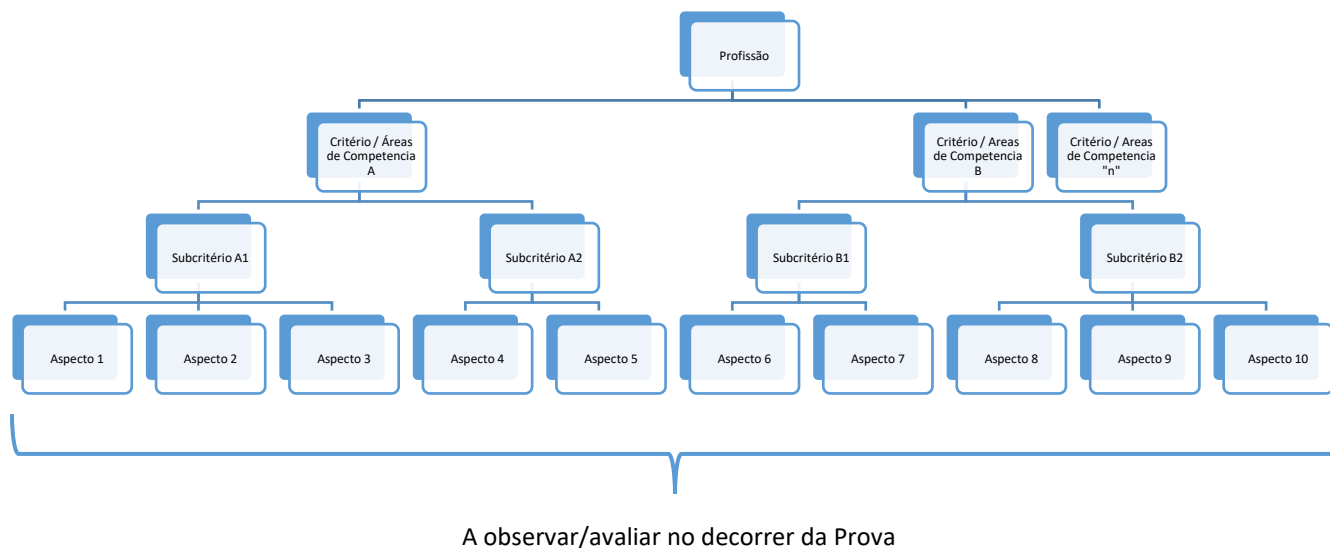 Profissão
Critério / Áreas
de Competencia
A
Critério / Areas
de Competencia
B
Critério / Areas
de Competencia
"n"
Subcritério A1
Subcritério A2
Subcritério B1
Subcritério B2
Aspecto 1
Aspecto 2
Aspecto 3
Aspecto 4
Aspecto 5
Aspecto 6
Aspecto 7
Aspecto 8
Aspecto 9
Aspecto 10
A observar/avaliar no decorrer da Prova